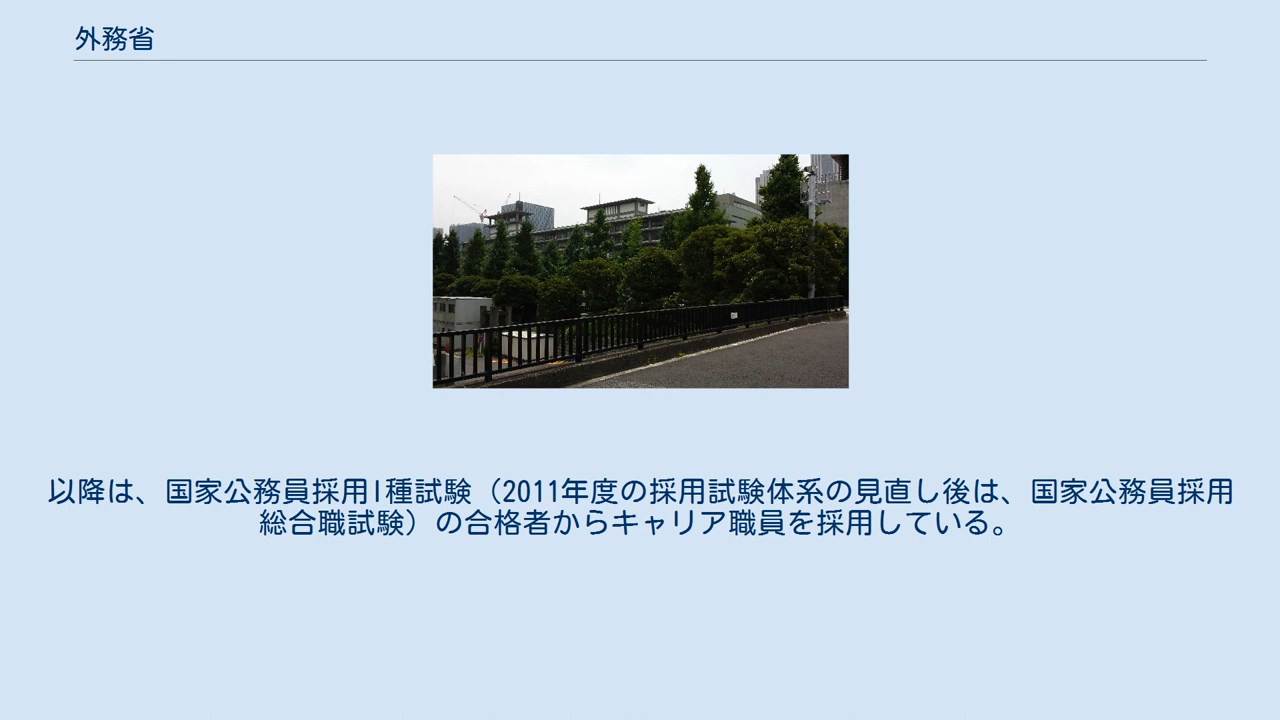 外務省
以降は、国家公務員採用I種試験（2011年度の採用試験体系の見直し後は、国家公務員採用
総合職試験）の合格者からキャリア職員を採用している。